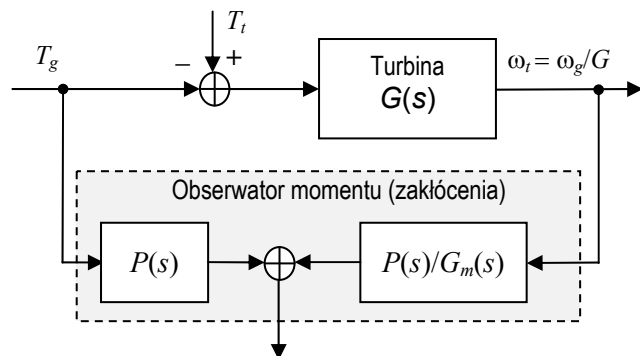 T_t
T_g
− +
Turbina
G(s)
ω_t = ω_g/G
Obserwator momentu (zakłócenia)
P(s)
P(s)/G_m(s)